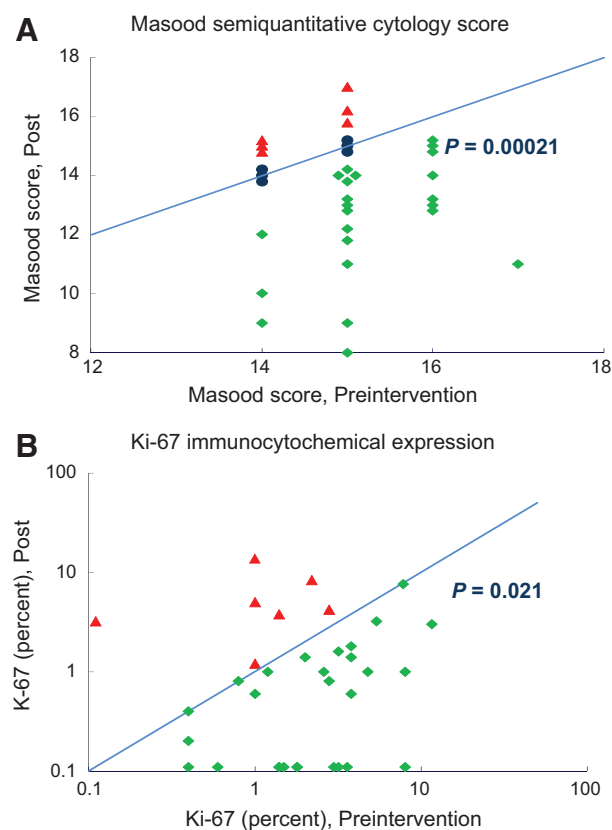 A
Masood semiquantitative cytology score
18
16
14
12
10
8
12
14
16
18
Masood score, Post
P = 0.00021
Masood score, Preintervention
B
Ki-67 immunocytochemical expression
100
10
1
0.1
0.1
1
10
100
K-67 (percent), Post
P = 0.021
Ki-67 (percent), Preintervention